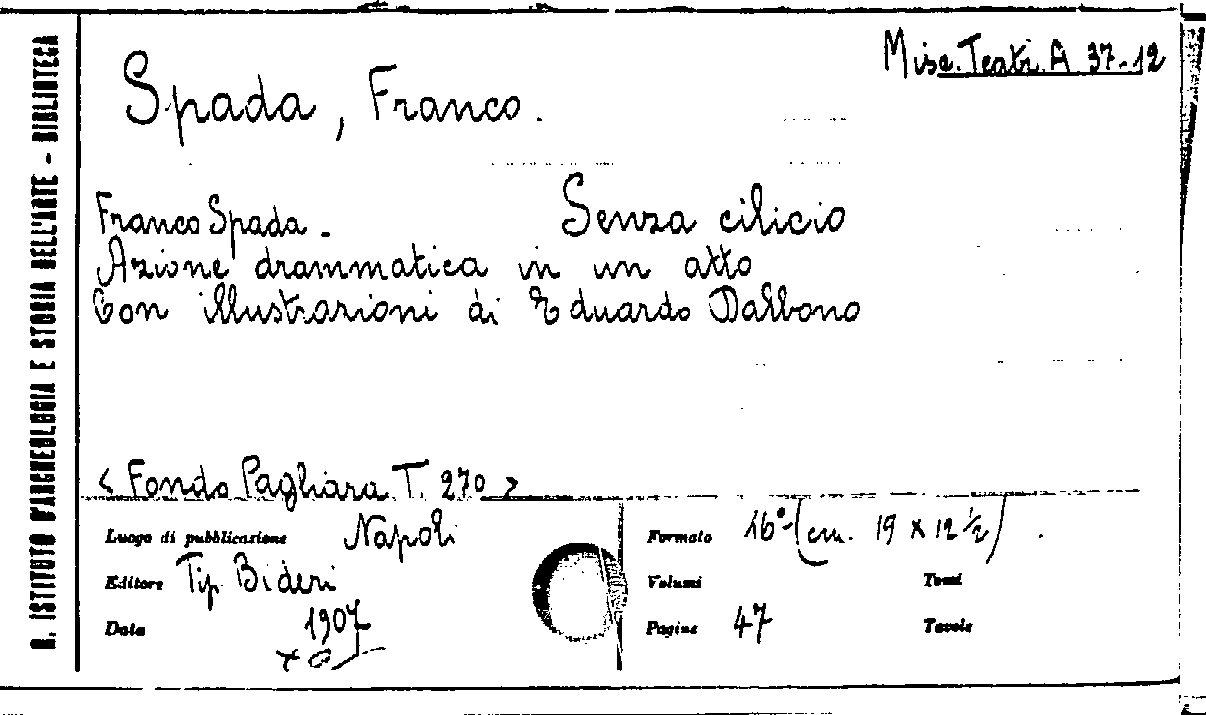 R. ISTITUTO D'ARCHEOLOGIA E STORIA DELL'ARTE - BIBLIOTECA
Misc. Teatr. A 37-12
Spada, Franco.
Franco Spada - Senza cilicio
Azione drammatica in un atto
Con illustrazioni di Eduardo Dalbono
< Fondo Pagliara T. 270 >
Luogo di pubblicazione Napoli
Editore Tip. Bideri
Data 1907
Formato 16° (cm. 19 x 12 ½).
Volumi Tomi
Pagine 47 Tavole